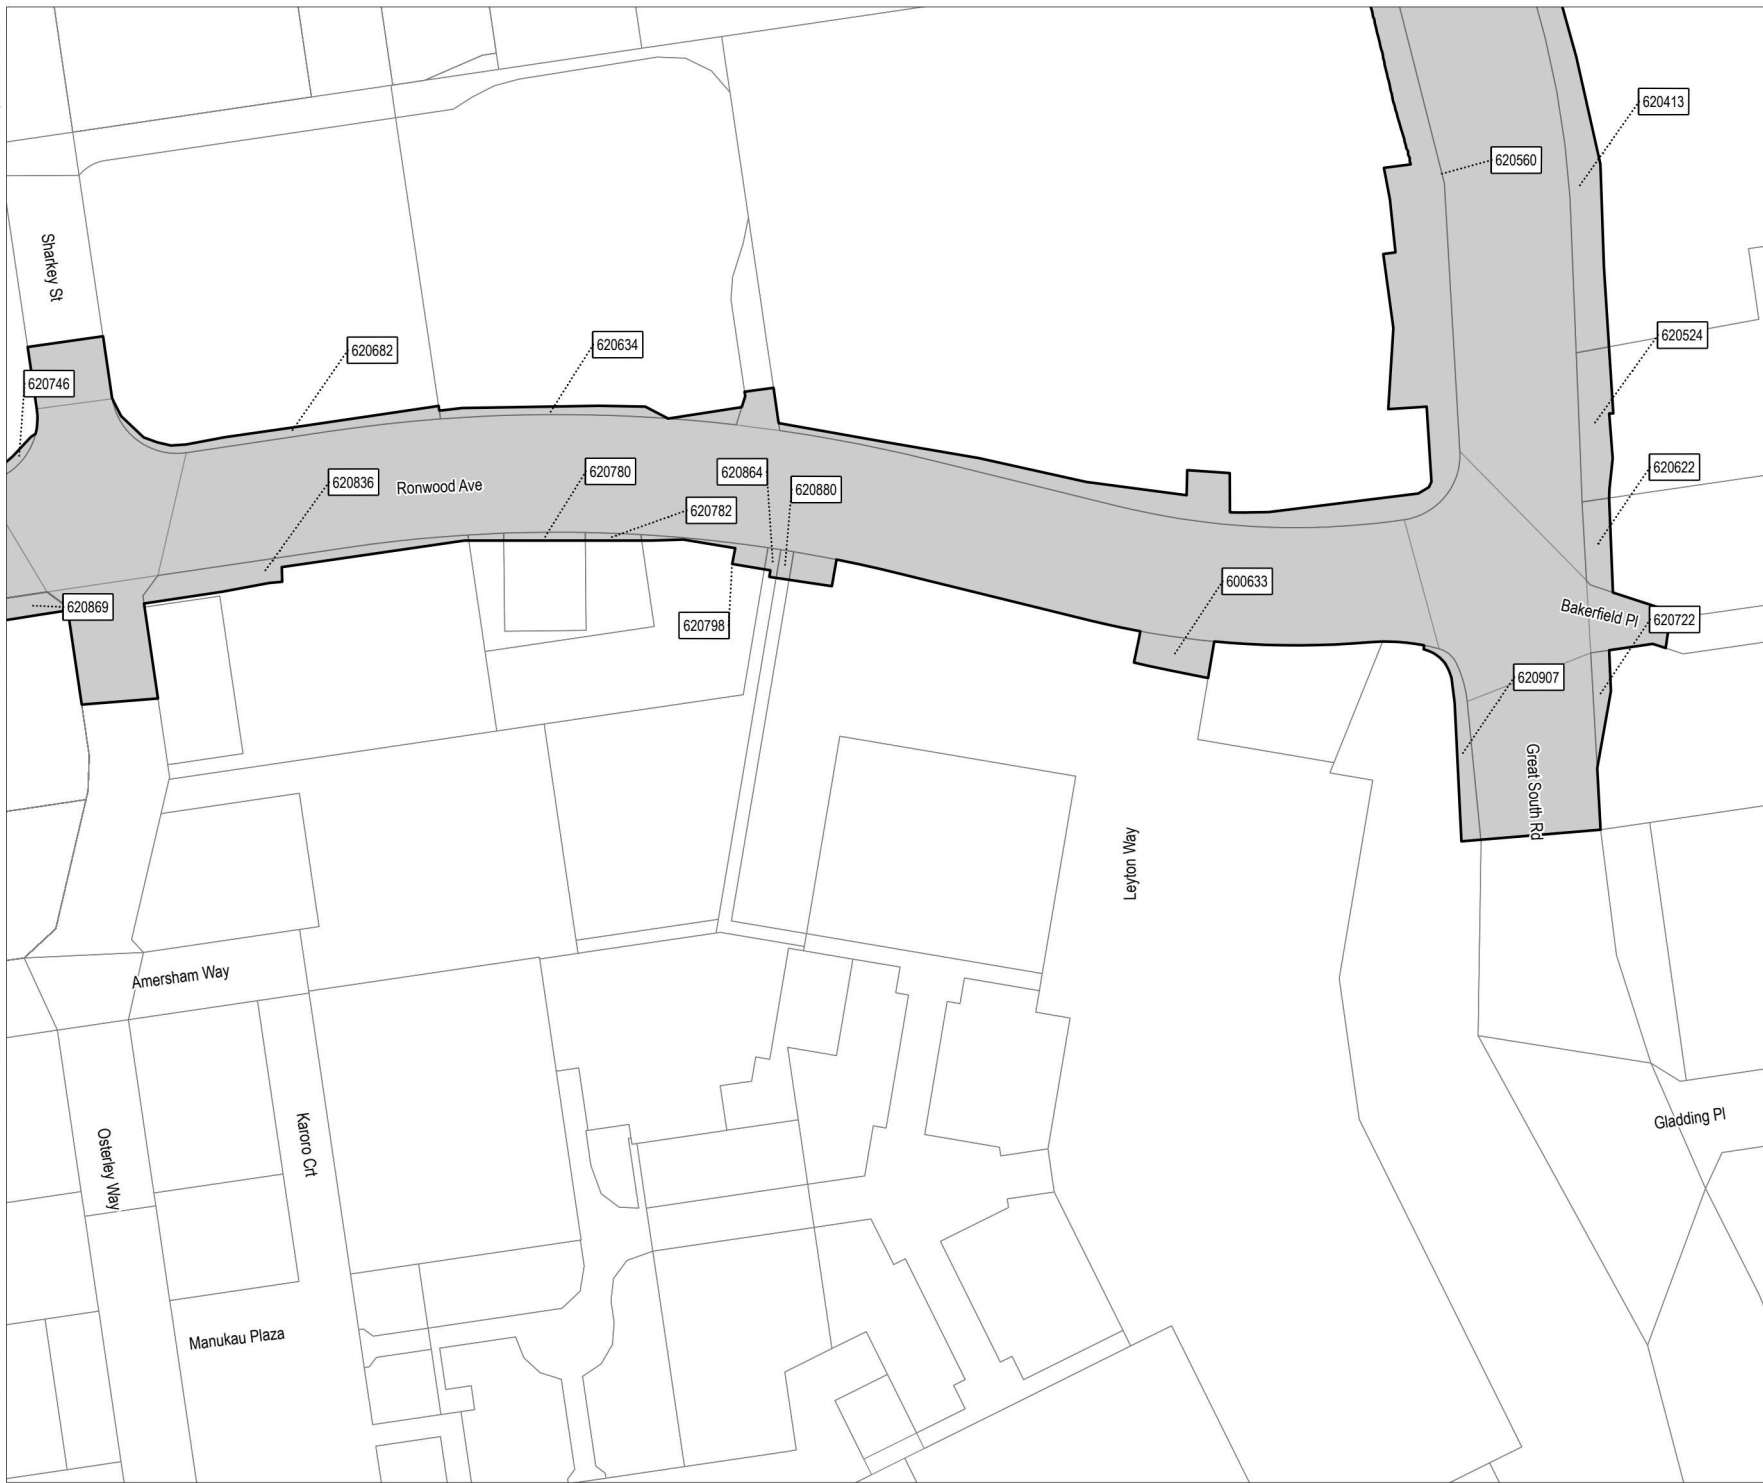 620413
620560
Sharkey St
620524
620634
620682
620746
620622
620780
620864
620836
Ronwood Ave
620880
620782
600633
620869
Bakerfield Pl
620722
620798
620907
Great South Rd
Leyton Way
Amersham Way
Gladding Pl
Karoro Crt
Osterley Way
Manukau Plaza